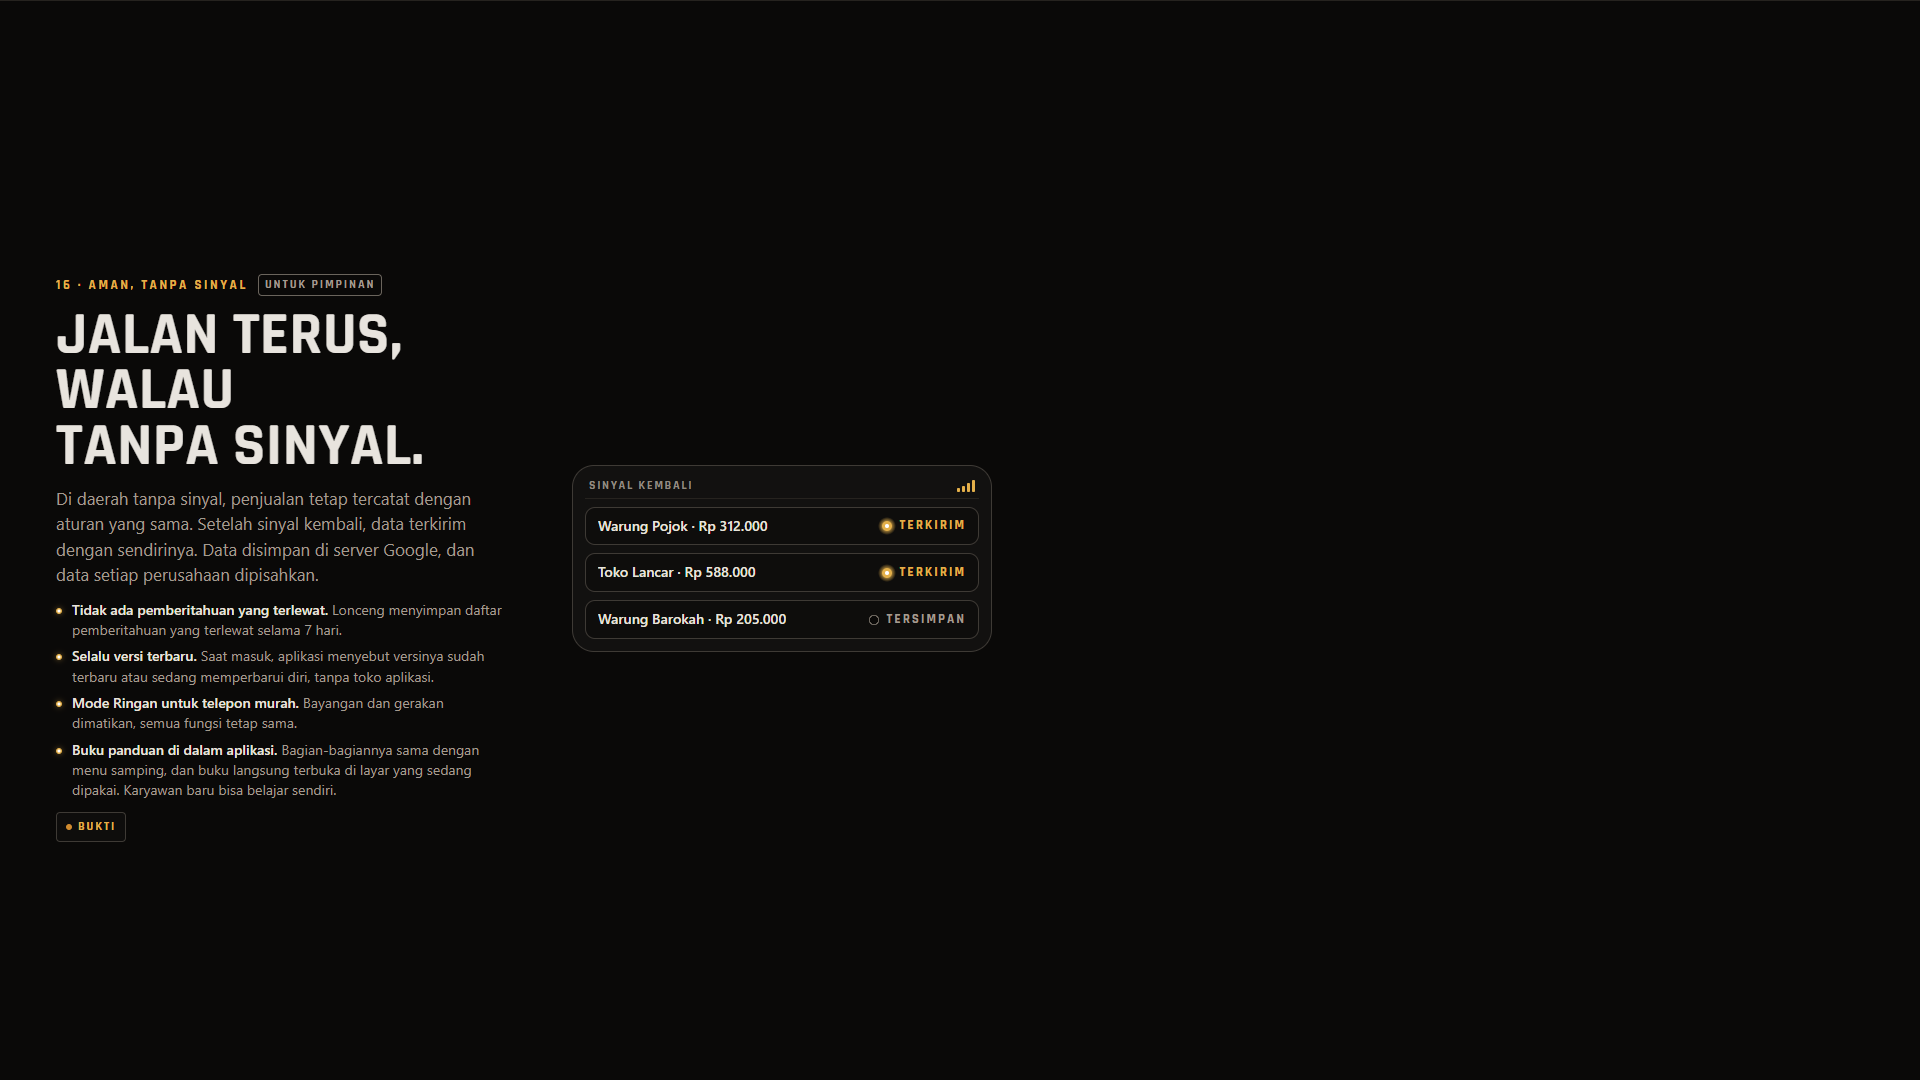 16 · AMAN, TANPA SINYAL
UNTUK PIMPINAN
JALAN TERUS,
WALAU
TANPA SINYAL.
Di daerah tanpa sinyal, penjualan tetap tercatat dengan
aturan yang sama. Setelah sinyal kembali, data terkirim
dengan sendirinya. Data disimpan di server Google, dan
data setiap perusahaan dipisahkan.
Tidak ada pemberitahuan yang terlewat. Lonceng menyimpan daftar
pemberitahuan yang terlewat selama 7 hari.
Selalu versi terbaru. Saat masuk, aplikasi menyebut versinya sudah
terbaru atau sedang memperbarui diri, tanpa toko aplikasi.
Mode Ringan untuk telepon murah. Bayangan dan gerakan
dimatikan, semua fungsi tetap sama.
Buku panduan di dalam aplikasi. Bagian-bagiannya sama dengan
menu samping, dan buku langsung terbuka di layar yang sedang
dipakai. Karyawan baru bisa belajar sendiri.
BUKTI
SINYAL KEMBALI
Warung Pojok · Rp 312.000 TERKIRIM
Toko Lancar · Rp 588.000 TERKIRIM
Warung Barokah · Rp 205.000 TERSIMPAN